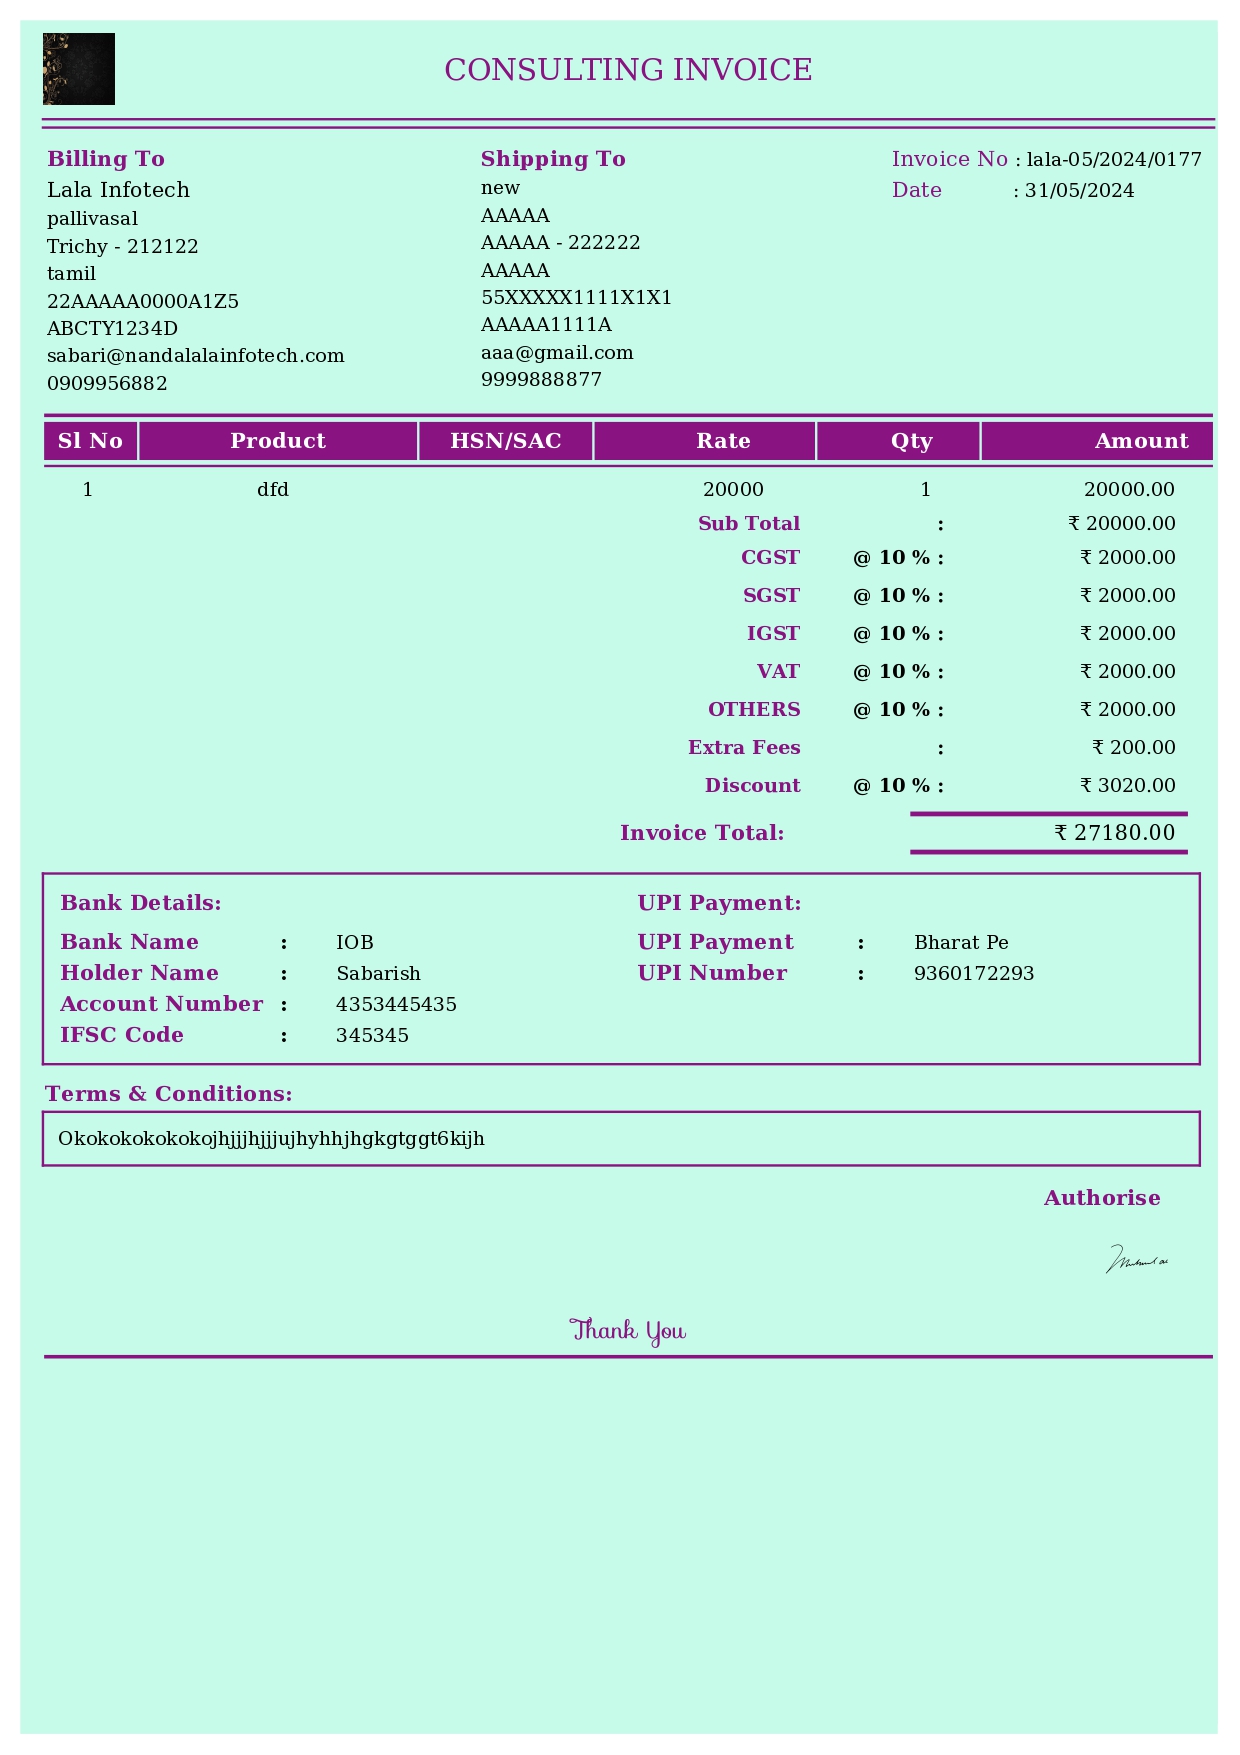 CONSULTING INVOICE
Billing To
Lala Infotech
pallivasal
Trichy - 212122
tamil
22AAAAA0000A1Z5
ABCTY1234D
sabari@nandalalainfotech.com
0909956882
Shipping To
new
AAAAA
AAAAA - 222222
AAAAA
55XXXXX1111X1X1
AAAAA1111A
aaa@gmail.com
9999888877
Invoice No : lala-05/2024/0177
Date : 31/05/2024
Sl No Product HSN/SAC Rate Qty Amount
1 dfd 20000 1 20000.00
Sub Total : ₹ 20000.00
CGST @ 10 % : ₹ 2000.00
SGST @ 10 % : ₹ 2000.00
IGST @ 10 % : ₹ 2000.00
VAT @ 10 % : ₹ 2000.00
OTHERS @ 10 % : ₹ 2000.00
Extra Fees : ₹ 200.00
Discount @ 10 % : ₹ 3020.00
Invoice Total: ₹ 27180.00
Bank Details:
Bank Name : IOB
Holder Name : Sabarish
Account Number : 4353445435
IFSC Code : 345345
UPI Payment:
UPI Payment : Bharat Pe
UPI Number : 9360172293
Terms & Conditions:
Okokokokokokojhjjjhjjjujhyhhjhgkgtggt6kijh
Authorise
Thank You